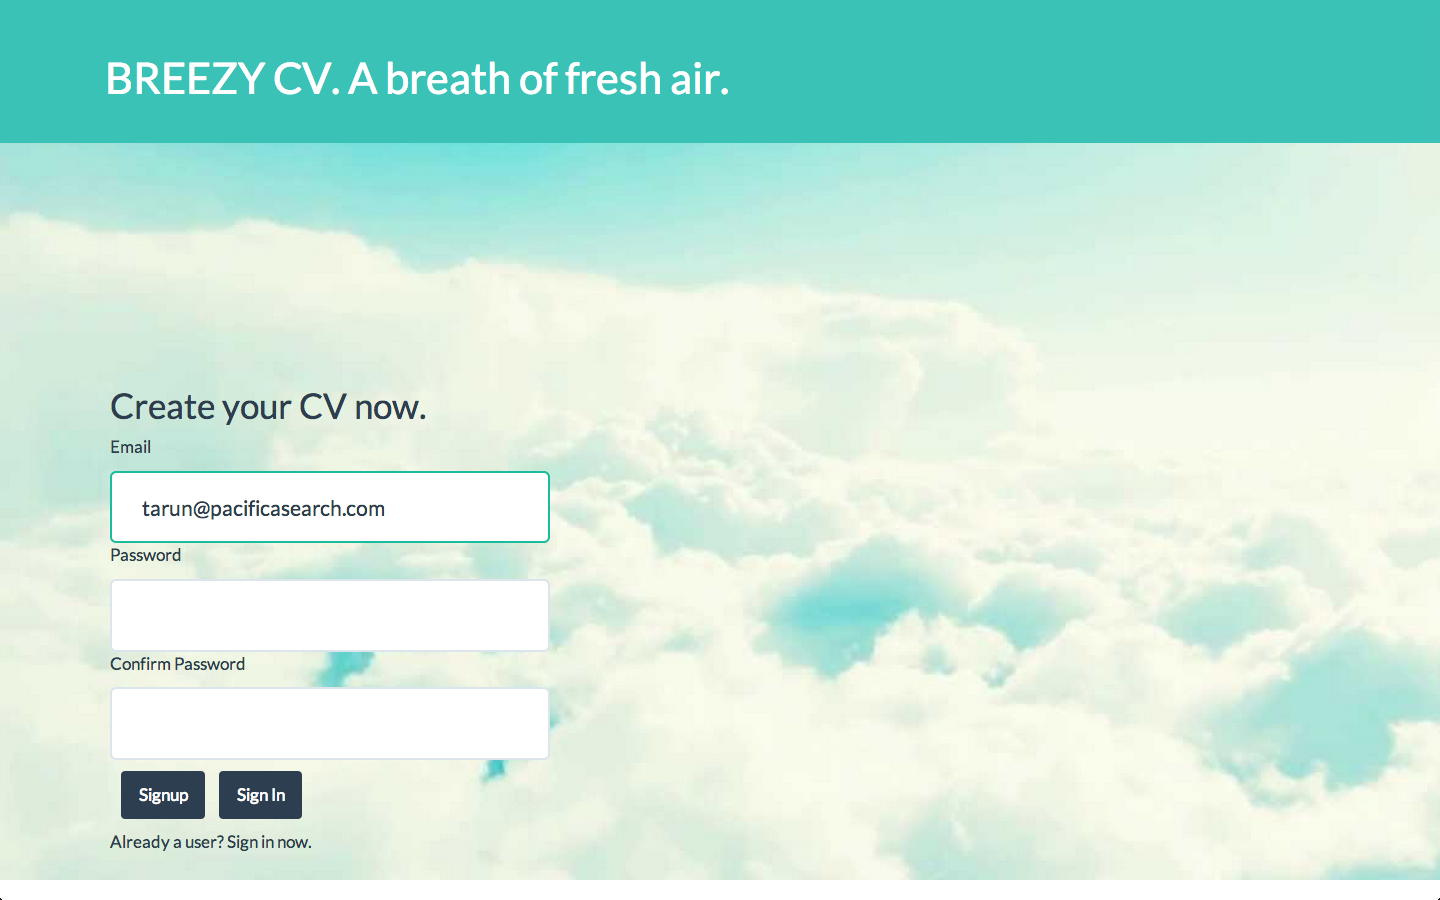 BREEZY CV. A breath of fresh air.
Create your CV now.
Email
tarun@pacificasearch.com
Password
Confirm Password
Signup Sign In
Already a user? Sign in now.